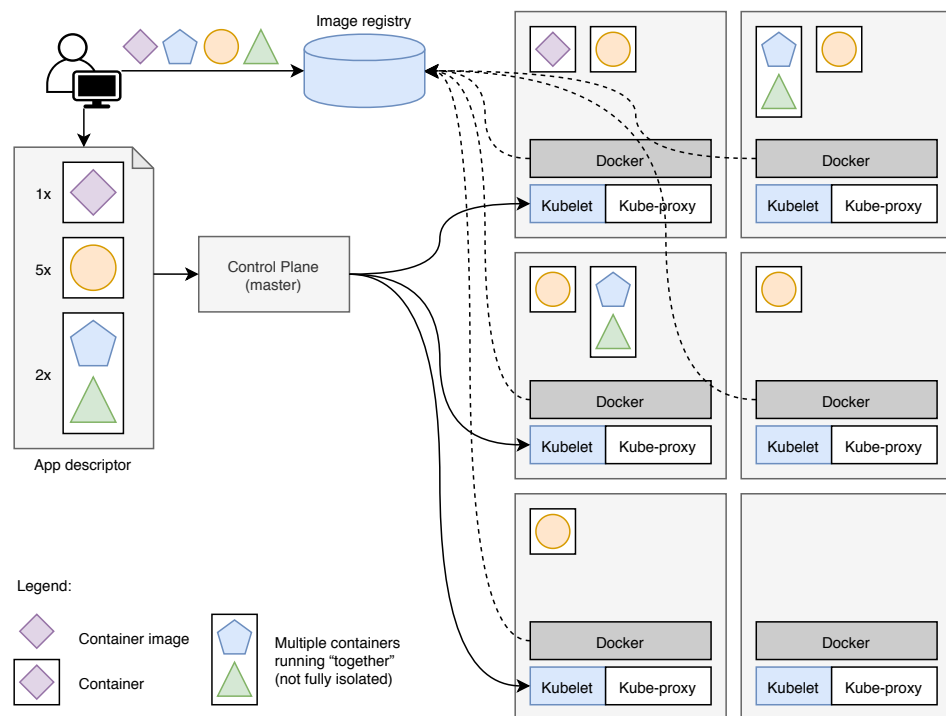 Image registry
1x
5x
2x
App descriptor
Control Plane
(master)
Docker
Kubelet
Kube-proxy
Docker
Kubelet
Kube-proxy
Docker
Kubelet
Kube-proxy
Docker
Kubelet
Kube-proxy
Docker
Kubelet
Kube-proxy
Docker
Kubelet
Kube-proxy
Legend:
Container image
Container
Multiple containers
running “together”
(not fully isolated)